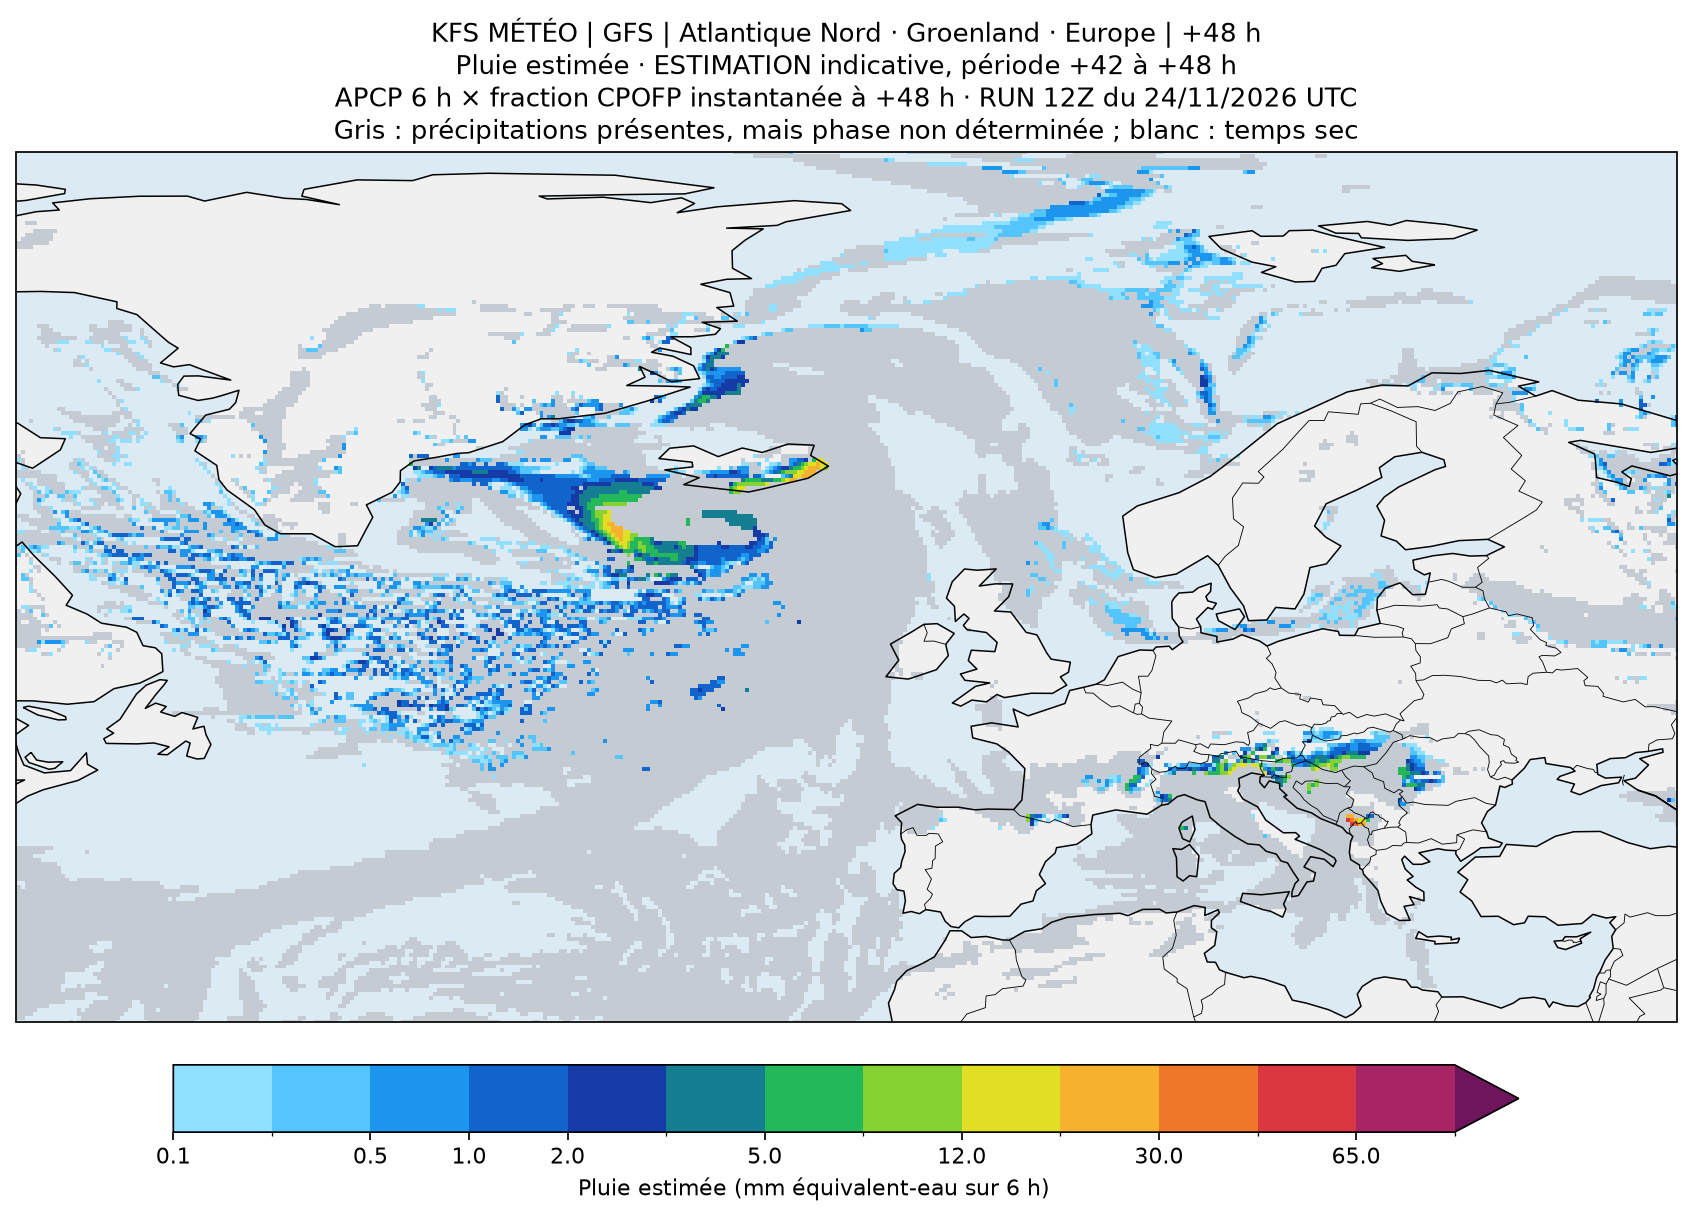 KFS MÉTÉO | GFS | Atlantique Nord · Groenland · Europe | +48 h
Pluie estimée · ESTIMATION indicative, période +42 à +48 h
APCP 6 h × fraction CPOFP instantanée à +48 h · RUN 12Z du 24/11/2026 UTC
Gris : précipitations présentes, mais phase non déterminée ; blanc : temps sec
0.1 0.5 1.0 2.0 5.0 12.0 30.0 65.0
Pluie estimée (mm équivalent-eau sur 6 h)